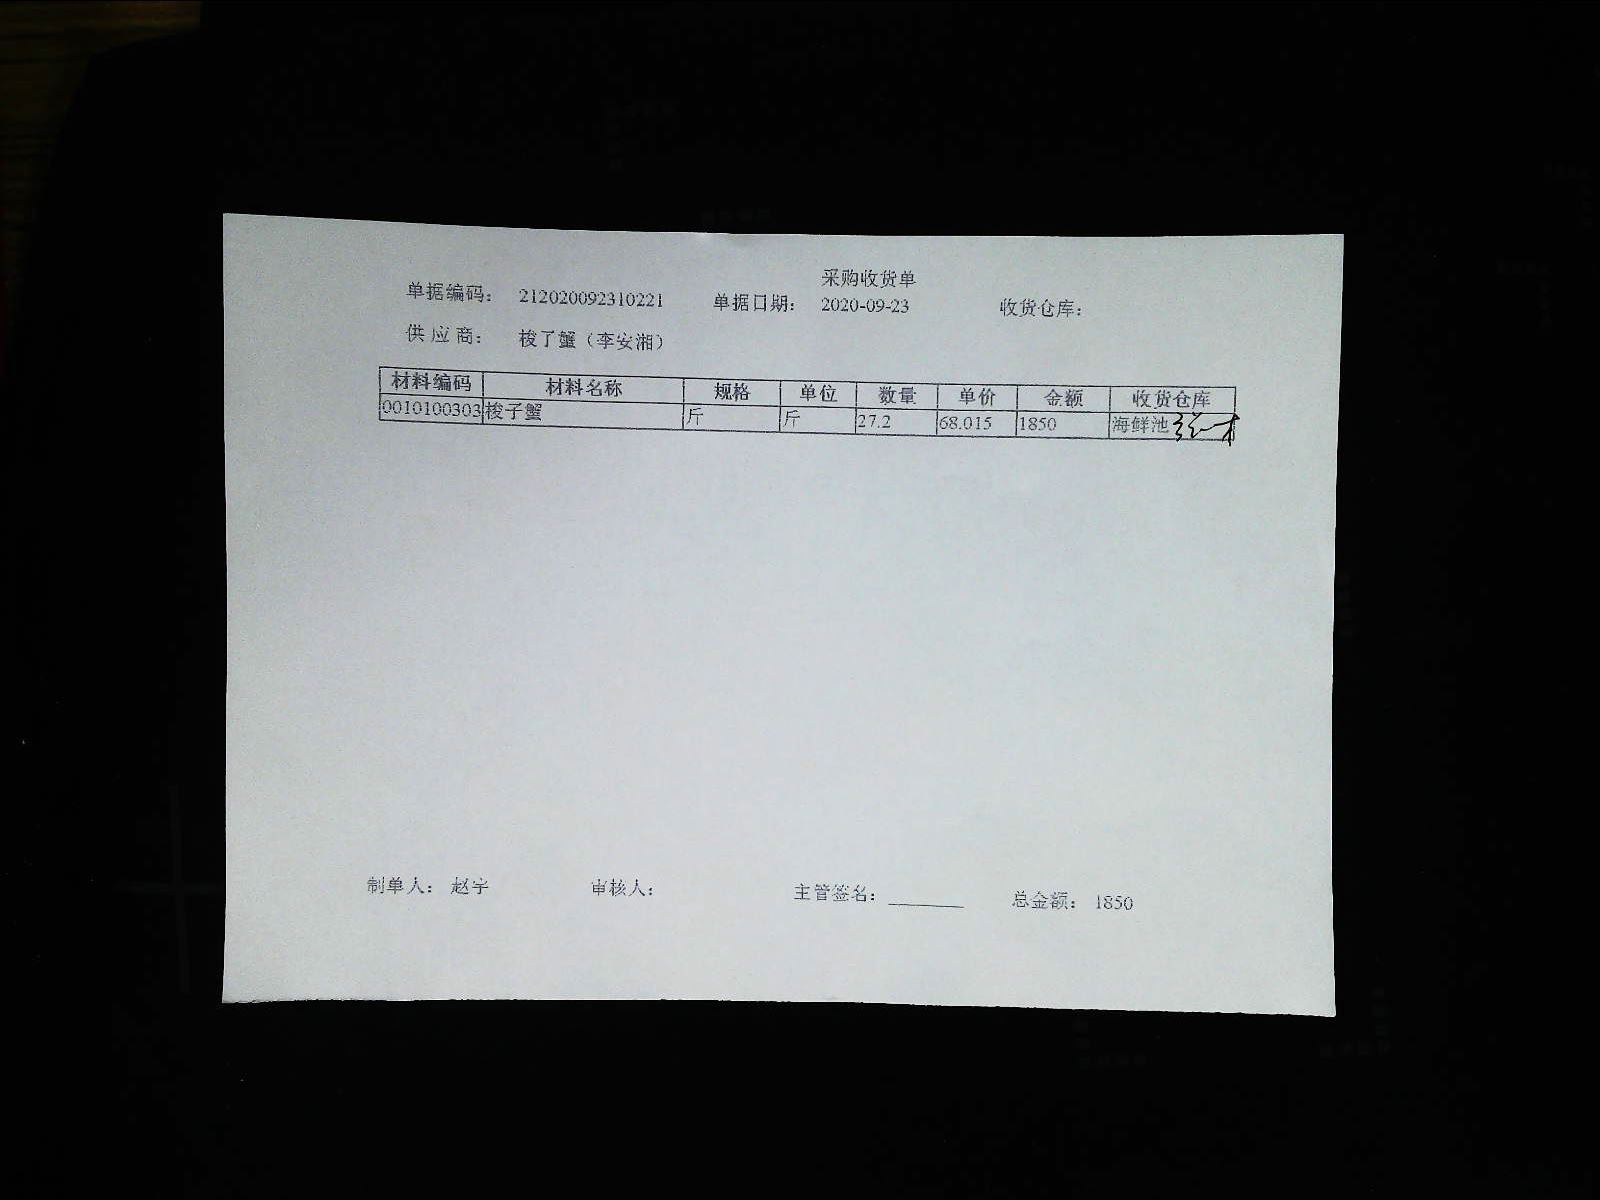 采购收货单
单据编码： 212020092310221 单据日期： 2020-09-23 收货仓库：
供应商： 梭了蟹（李安湘）
材料编码 材料名称 规格 单位 数量 单价 金额 收货仓库
0010100303 梭子蟹 斤 斤 27.2 68.015 1850 海鲜池
制单人： 赵宇 审核人： 主管签名： 总金额： 1850